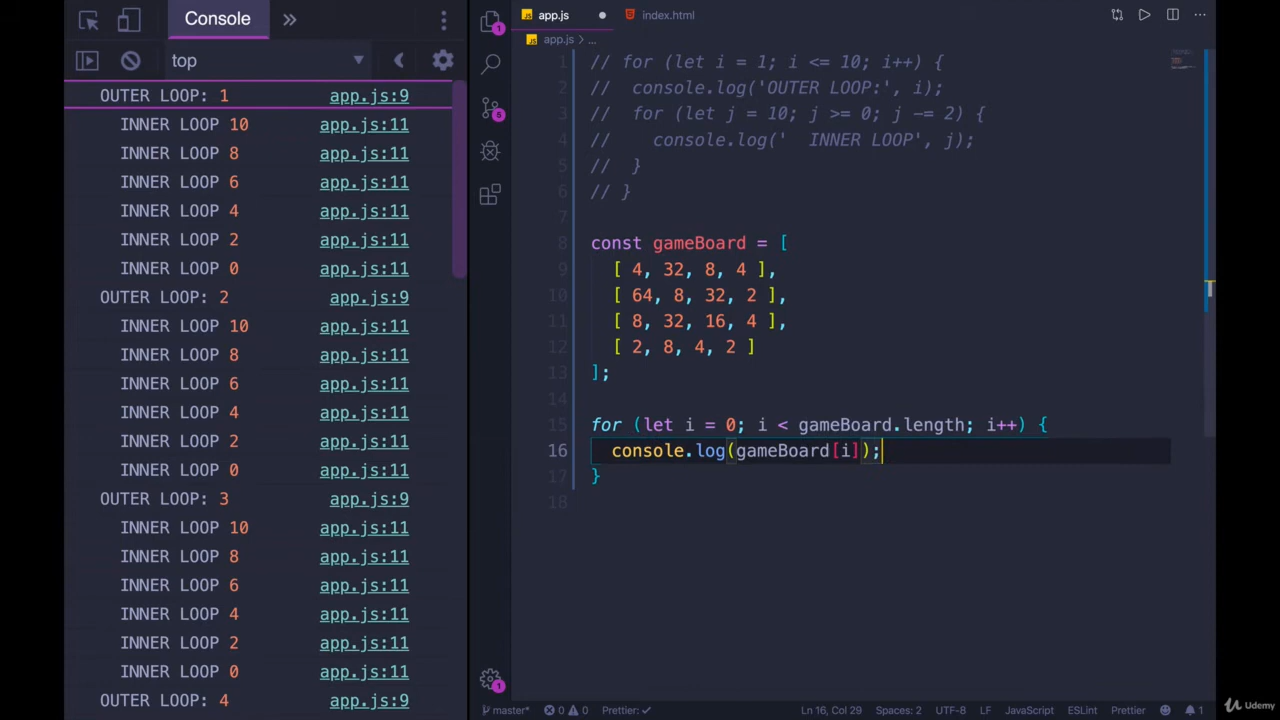 Console »
top
OUTER LOOP: 1 app.js:9
INNER LOOP 10 app.js:11
INNER LOOP 8 app.js:11
INNER LOOP 6 app.js:11
INNER LOOP 4 app.js:11
INNER LOOP 2 app.js:11
INNER LOOP 0 app.js:11
OUTER LOOP: 2 app.js:9
INNER LOOP 10 app.js:11
INNER LOOP 8 app.js:11
INNER LOOP 6 app.js:11
INNER LOOP 4 app.js:11
INNER LOOP 2 app.js:11
INNER LOOP 0 app.js:11
OUTER LOOP: 3 app.js:9
INNER LOOP 10 app.js:11
INNER LOOP 8 app.js:11
INNER LOOP 6 app.js:11
INNER LOOP 4 app.js:11
INNER LOOP 2 app.js:11
INNER LOOP 0 app.js:11
OUTER LOOP: 4 app.js:9
1
6
1
JS app.js index.html
JS app.js > ...
1 // for (let i = 1; i <= 10; i++) {
2 //  console.log('OUTER LOOP:', i);
3 //  for (let j = 10; j >= 0; j -= 2) {
4 //    console.log('  INNER LOOP', j);
5 //  }
6 // }
7
8 const gameBoard = [
9 [ 4, 32, 8, 4 ],
10 [ 64, 8, 32, 2 ],
11 [ 8, 32, 16, 4 ],
12 [ 2, 8, 4, 2 ]
13 ];
14
15 for (let i = 0; i < gameBoard.length; i++) {
16 console.log(gameBoard[i]);
17 }
18
master* 0 0 Prettier: ✓ Ln 16, Col 29 Spaces: 2 UTF-8 LF JavaScript ESLint Prettier 1
Udemy